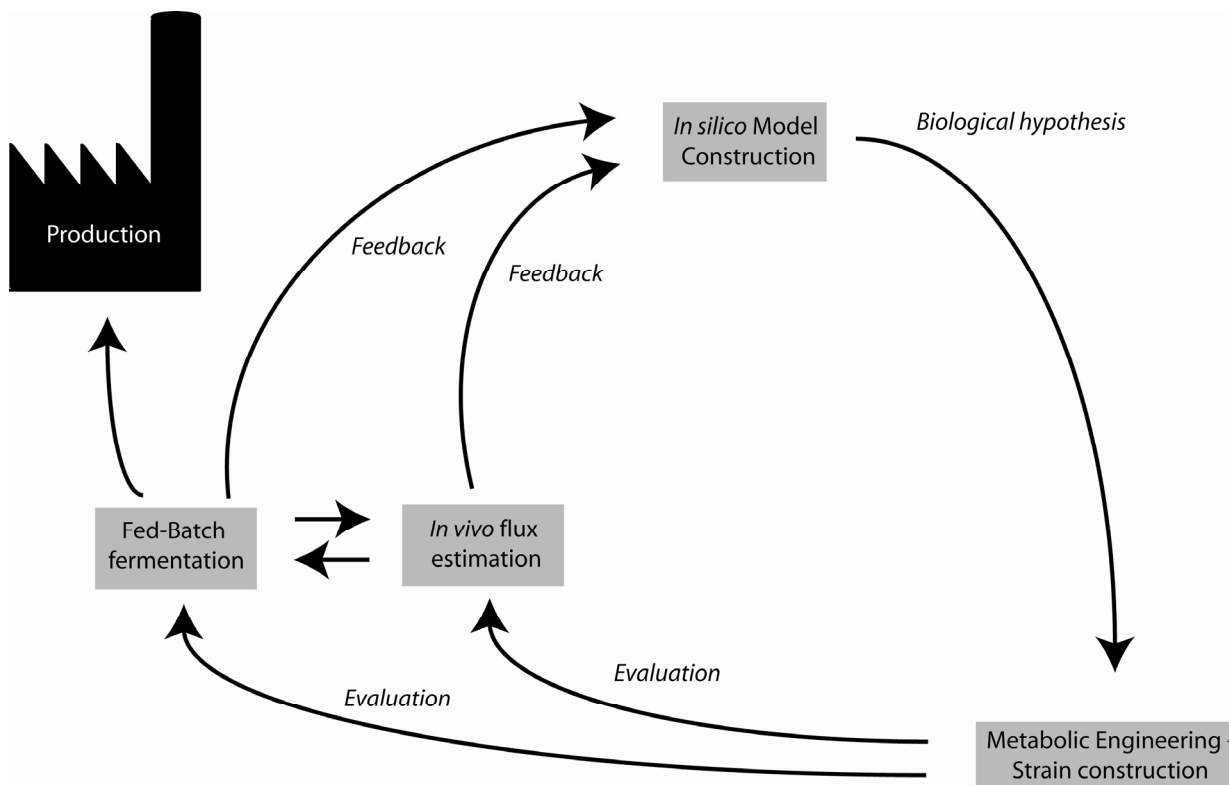 In silico Model
Construction
Biological hypothesis
Production
Feedback
Feedback
Fed-Batch
fermentation
In vivo flux
estimation
Evaluation
Evaluation
Metabolic Engineering -
Strain construction